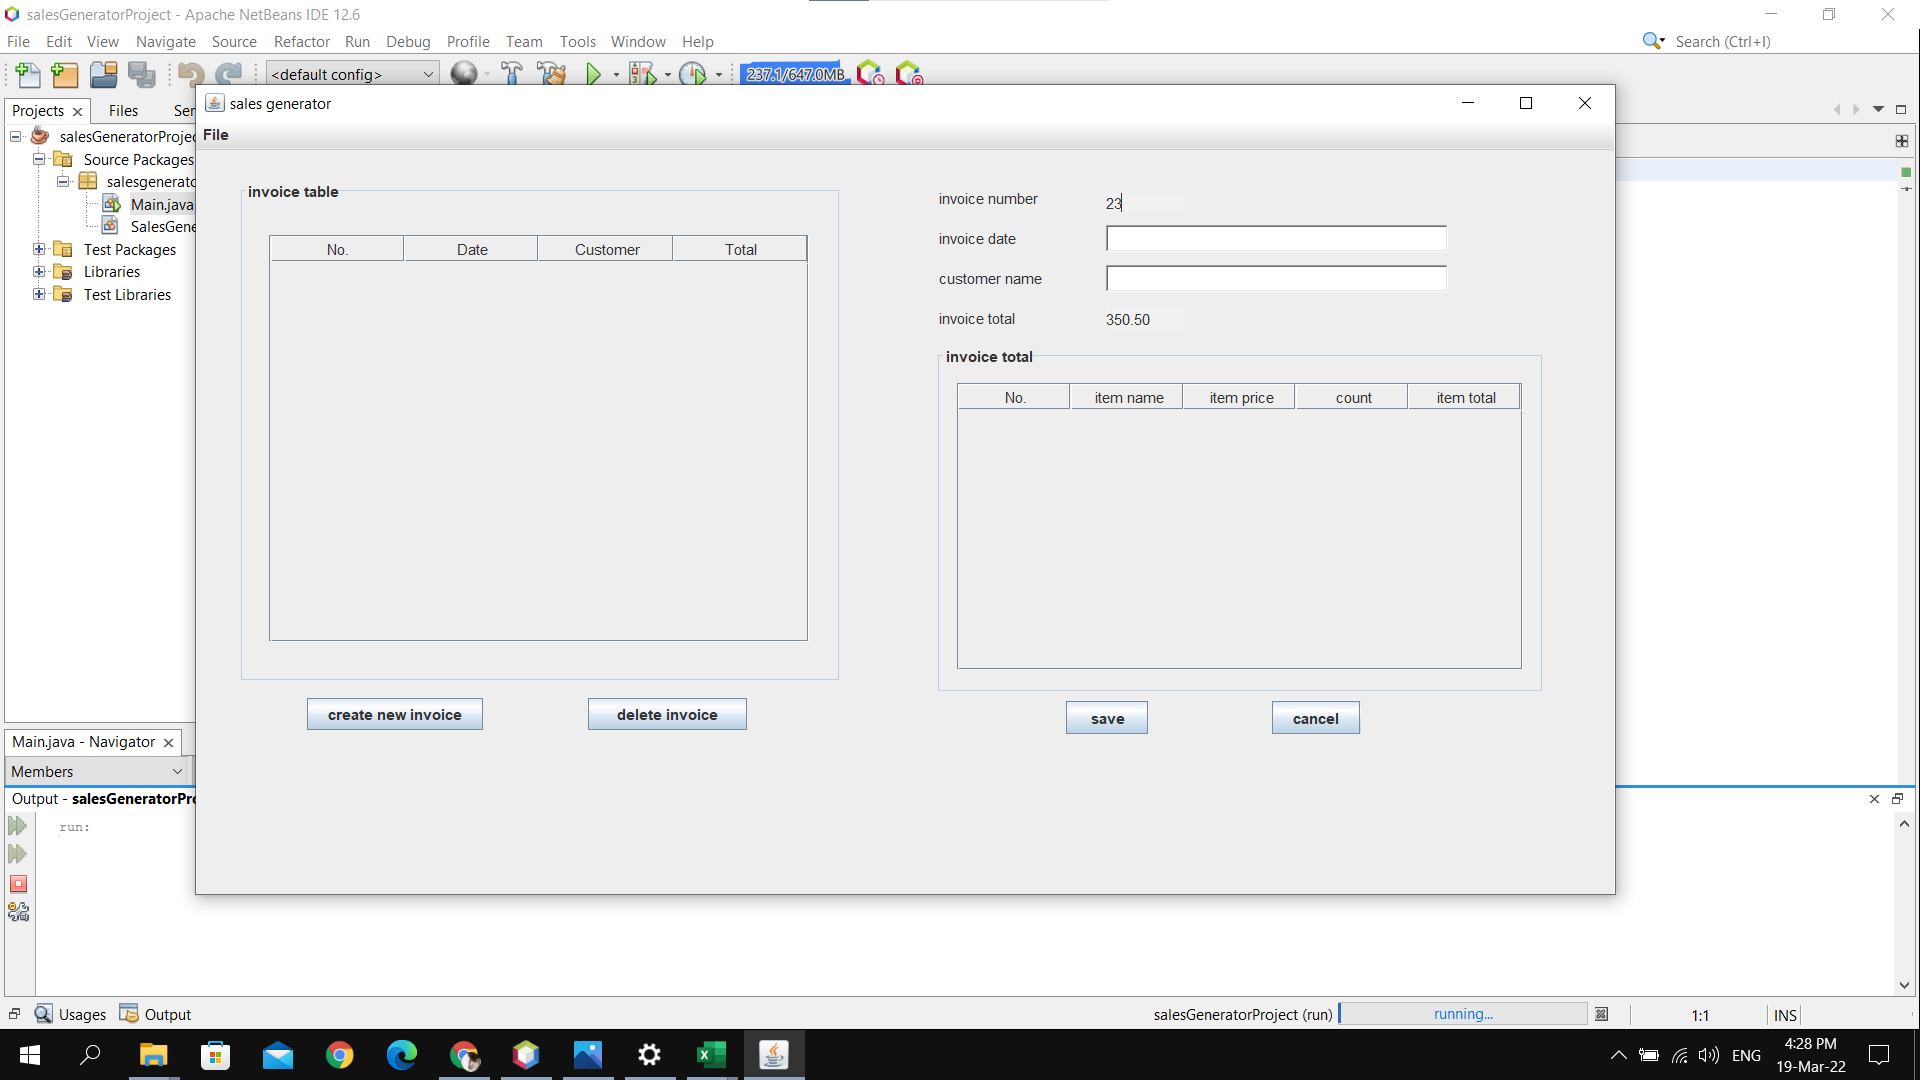 salesGeneratorProject - Apache NetBeans IDE 12.6
File Edit View Navigate Source Refactor Run Debug Profile Team Tools Window Help
Search (Ctrl+I)
<default config>
237.1/647.0MB
Projects Files Ser
sales generator
File
salesGeneratorProjec
Source Packages
salesgenerato
Main.java
SalesGene
Test Packages
Libraries
Test Libraries
invoice table
No. Date Customer Total
create new invoice
delete invoice
invoice number 23
invoice date
customer name
invoice total 350.50
invoice total
No. item name item price count item total
save
cancel
Main.java - Navigator
Members
Output - salesGeneratorPro
run:
Usages Output
salesGeneratorProject (run) running... 1:1 INS
ENG
4:28 PM
19-Mar-22